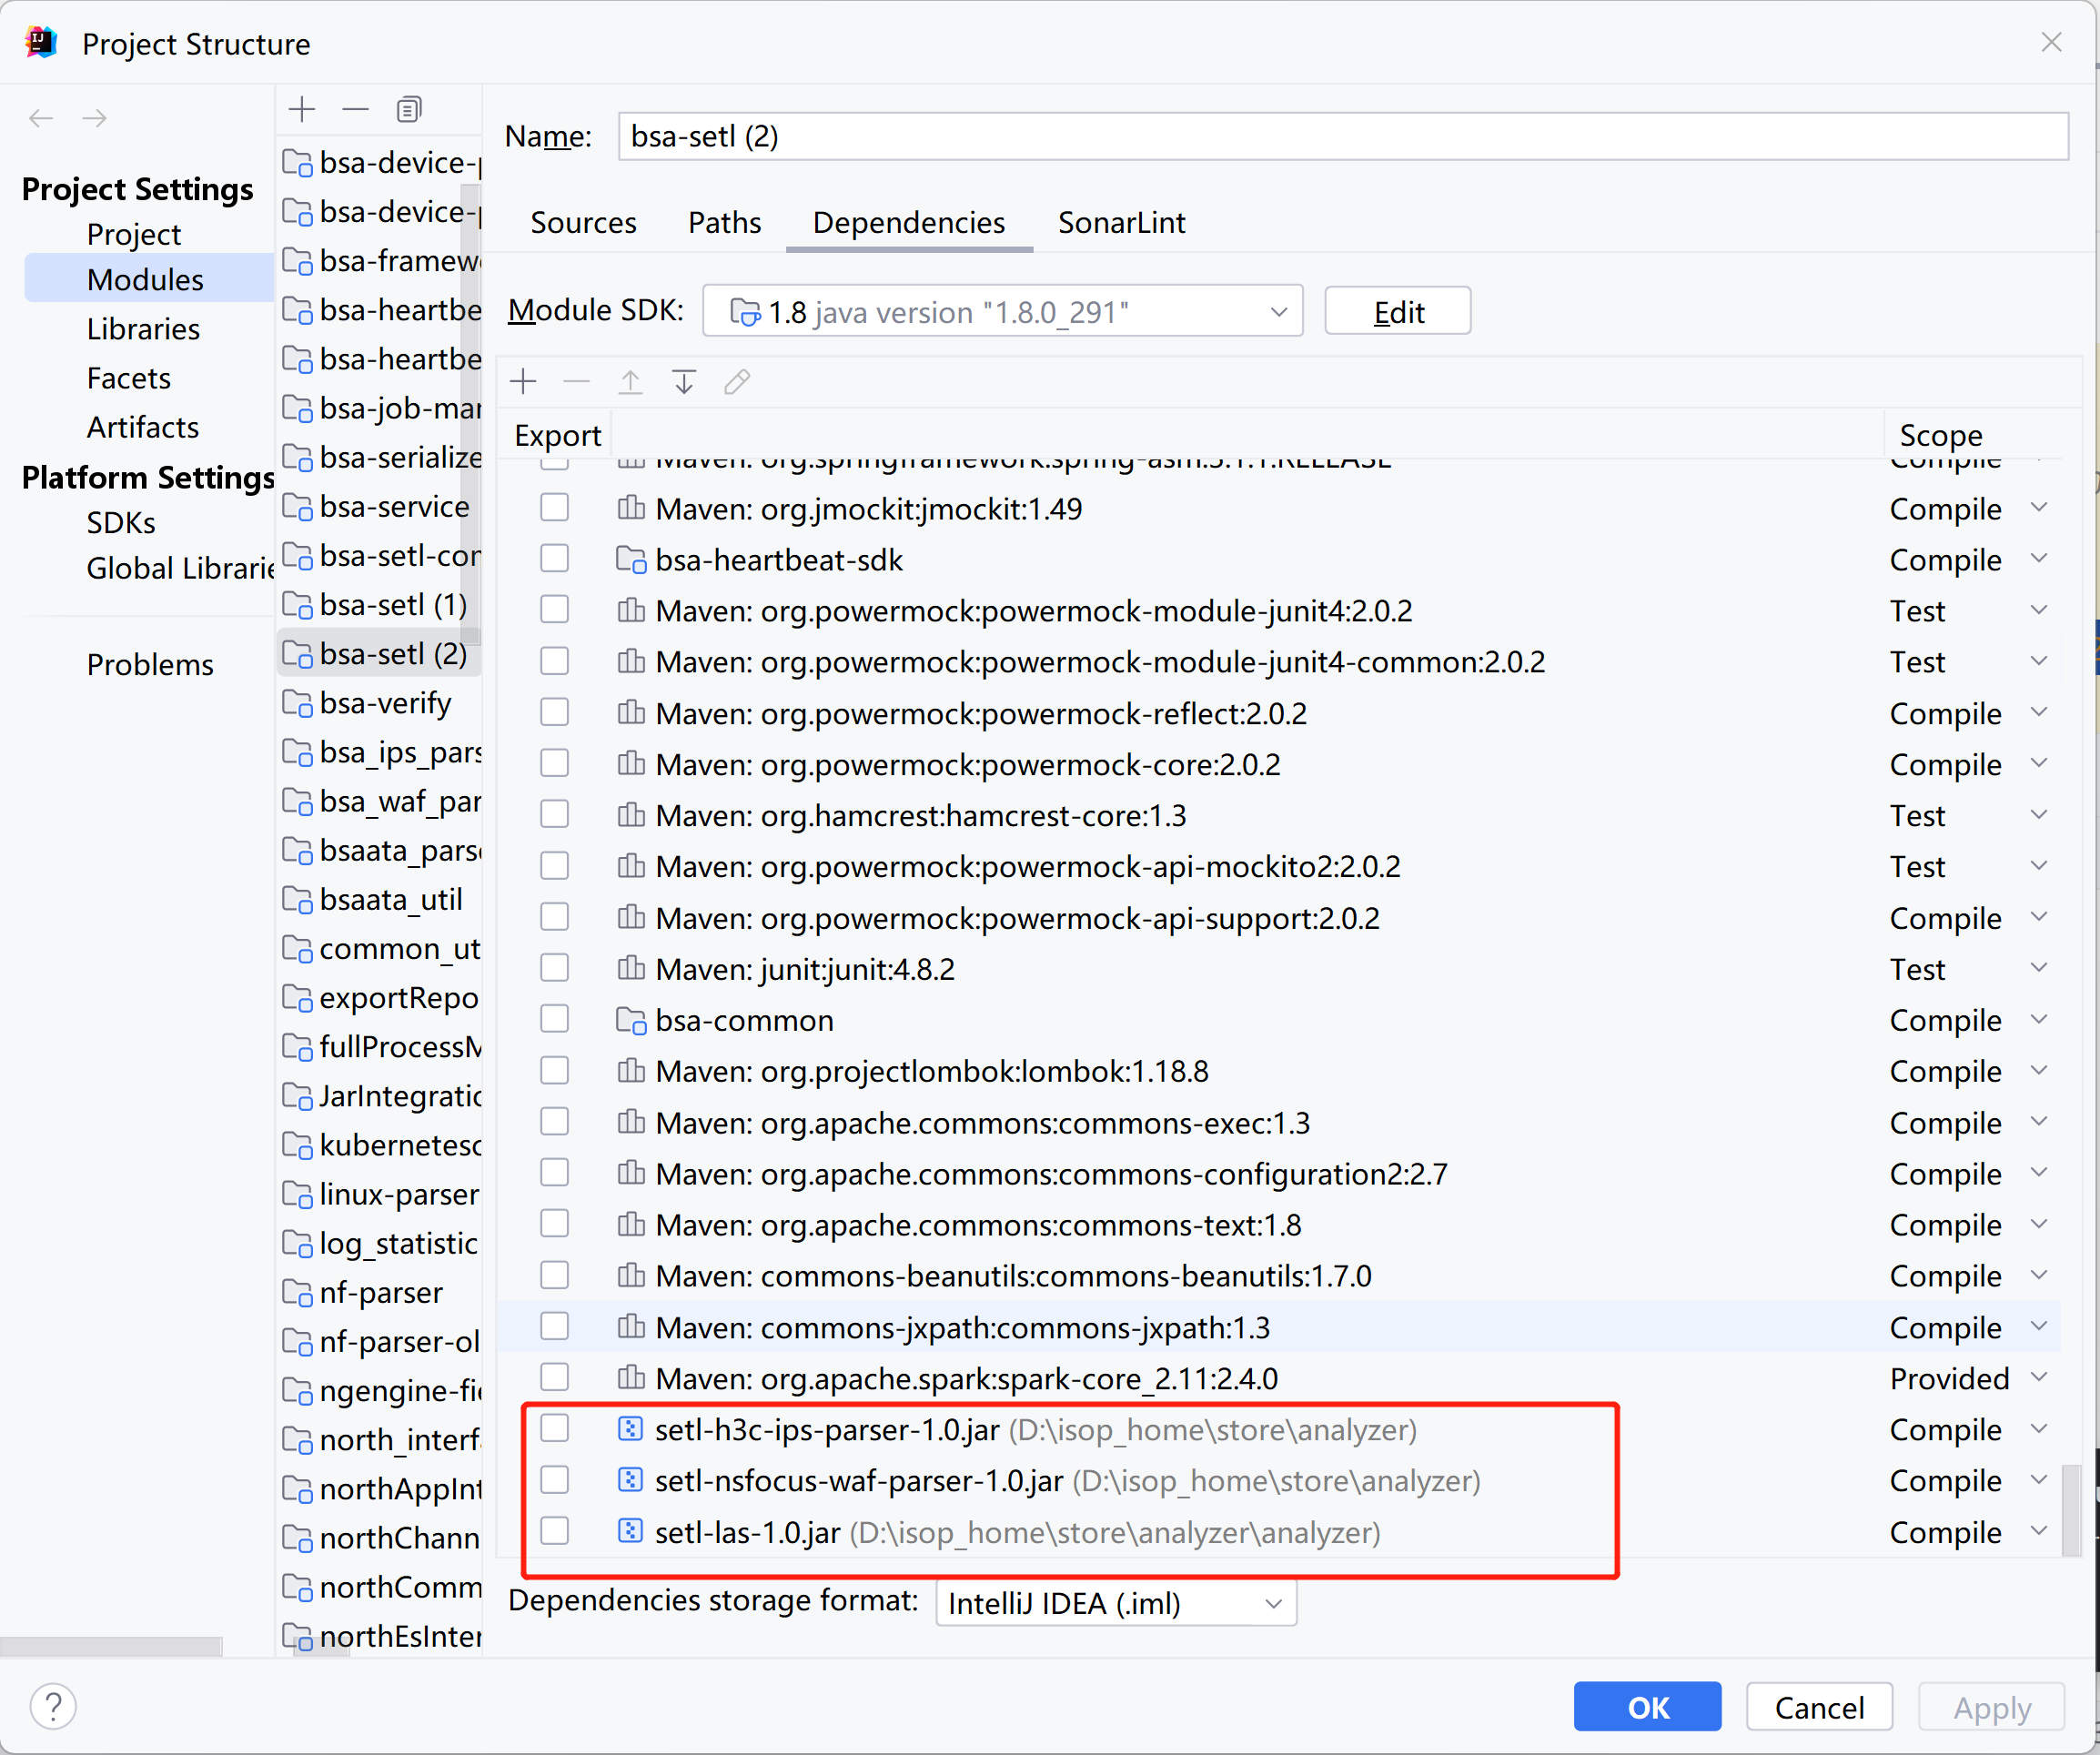 Project Structure
Project Settings
Project
Modules
Libraries
Facets
Artifacts
Platform Settings
SDKs
Global Librarie
Problems
bsa-device-p
bsa-device-p
bsa-framewo
bsa-heartbe
bsa-heartbe
bsa-job-mar
bsa-serialize
bsa-service
bsa-setl-con
bsa-setl (1)
bsa-setl (2)
bsa-verify
bsa_ips_pars
bsa_waf_par
bsaata_parse
bsaata_util
common_ut
exportRepo
fullProcessM
JarIntegratic
kubernetesc
linux-parser
log_statistic
nf-parser
nf-parser-ol
ngengine-fie
north_interfa
northAppInt
northChann
northComm
northEsInter
Name: bsa-setl (2)
Sources Paths Dependencies SonarLint
Module SDK: 1.8 java version "1.8.0_291" Edit
Export Scope
Maven: org.springframework:spring-asm:3.1.1.RELEASE Compile
Maven: org.jmockit:jmockit:1.49 Compile
bsa-heartbeat-sdk Compile
Maven: org.powermock:powermock-module-junit4:2.0.2 Test
Maven: org.powermock:powermock-module-junit4-common:2.0.2 Test
Maven: org.powermock:powermock-reflect:2.0.2 Compile
Maven: org.powermock:powermock-core:2.0.2 Compile
Maven: org.hamcrest:hamcrest-core:1.3 Test
Maven: org.powermock:powermock-api-mockito2:2.0.2 Test
Maven: org.powermock:powermock-api-support:2.0.2 Compile
Maven: junit:junit:4.8.2 Test
bsa-common Compile
Maven: org.projectlombok:lombok:1.18.8 Compile
Maven: org.apache.commons:commons-exec:1.3 Compile
Maven: org.apache.commons:commons-configuration2:2.7 Compile
Maven: org.apache.commons:commons-text:1.8 Compile
Maven: commons-beanutils:commons-beanutils:1.7.0 Compile
Maven: commons-jxpath:commons-jxpath:1.3 Compile
Maven: org.apache.spark:spark-core_2.11:2.4.0 Provided
setl-h3c-ips-parser-1.0.jar (D:\isop_home\store\analyzer) Compile
setl-nsfocus-waf-parser-1.0.jar (D:\isop_home\store\analyzer) Compile
setl-las-1.0.jar (D:\isop_home\store\analyzer\analyzer) Compile
Dependencies storage format: IntelliJ IDEA (.iml)
? OK Cancel Apply